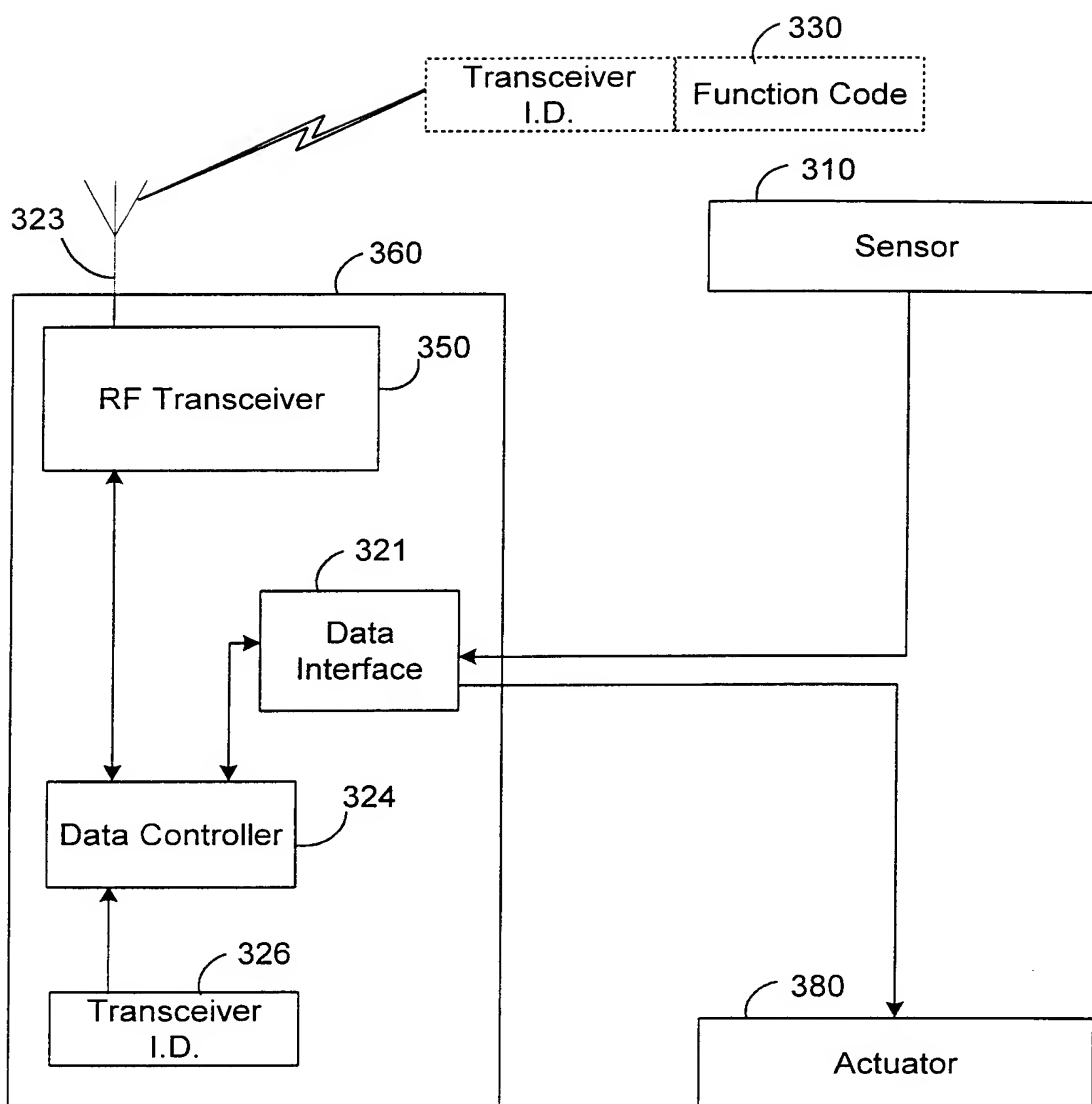 330
Transceiver
I.D.
Function Code
310
Sensor
323
360
350
RF Transceiver
321
Data
Interface
324
Data Controller
326
Transceiver
I.D.
380
Actuator